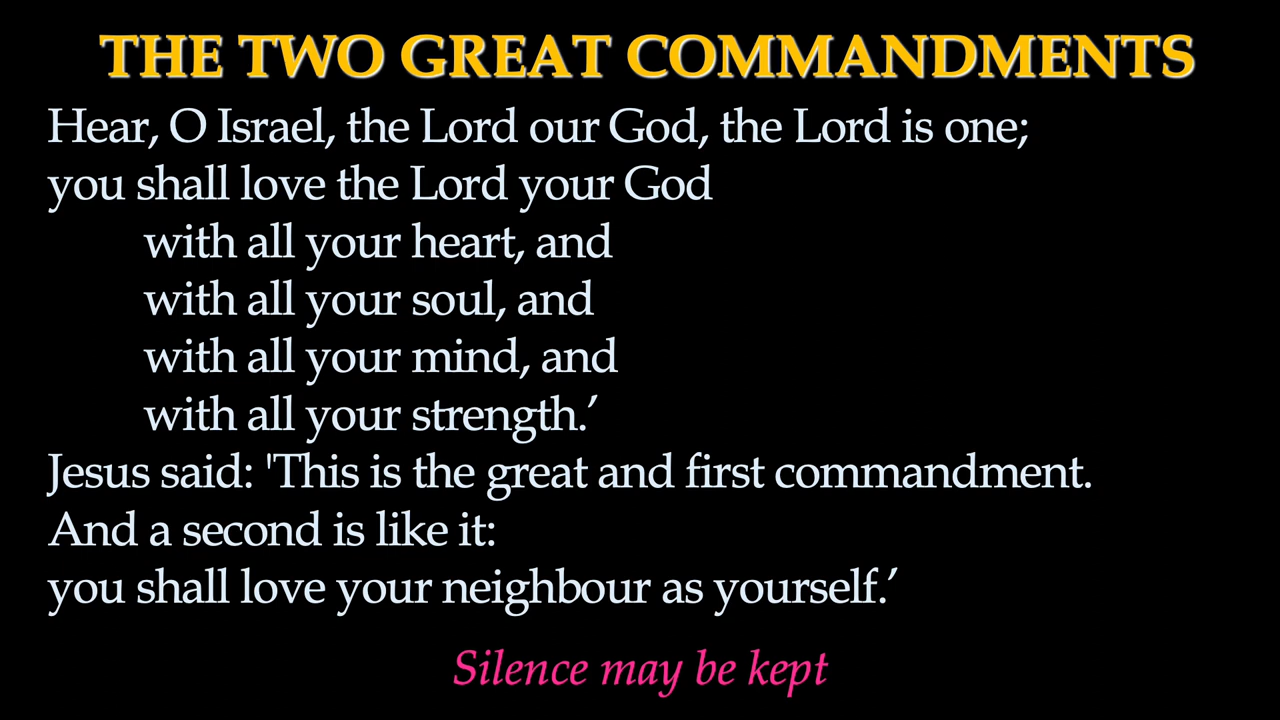 THE TWO GREAT COMMANDMENTS
Hear, O Israel, the Lord our God, the Lord is one;
you shall love the Lord your God
with all your heart, and
with all your soul, and
with all your mind, and
with all your strength.’
Jesus said: 'This is the great and first commandment.
And a second is like it:
you shall love your neighbour as yourself.’
Silence may be kept